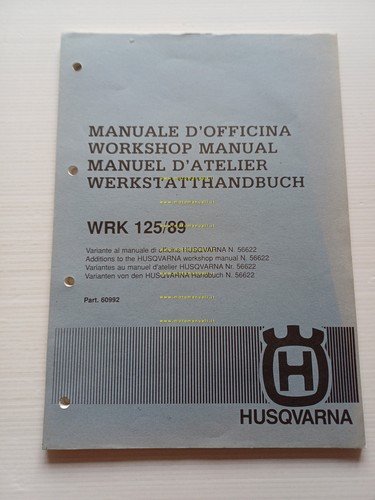 MANUALE D'OFFICINA
WORKSHOP MANUAL
MANUEL D'ATELIER
WERKSTATTHANDBUCH
WRK 125/89
Variante al manuale di officina HUSQVARNA N. 56622
Additions to the HUSQVARNA workshop manual N. 56622
Variantes au manuel d'atelier HUSQVARNA Nr. 56622
Varianten von den HUSQVARNA Handbuch N. 56622
Part. 60992
H
HUSQVARNA